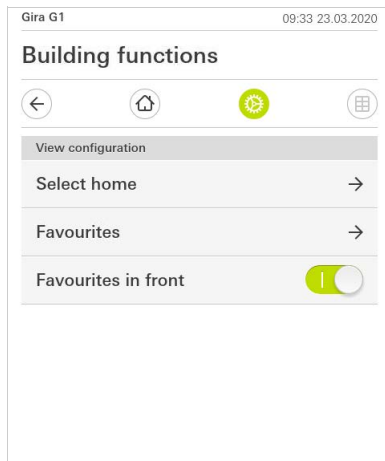 Gira G1 09:33 23.03.2020
Building functions
View configuration
Select home
Favourites
Favourites in front